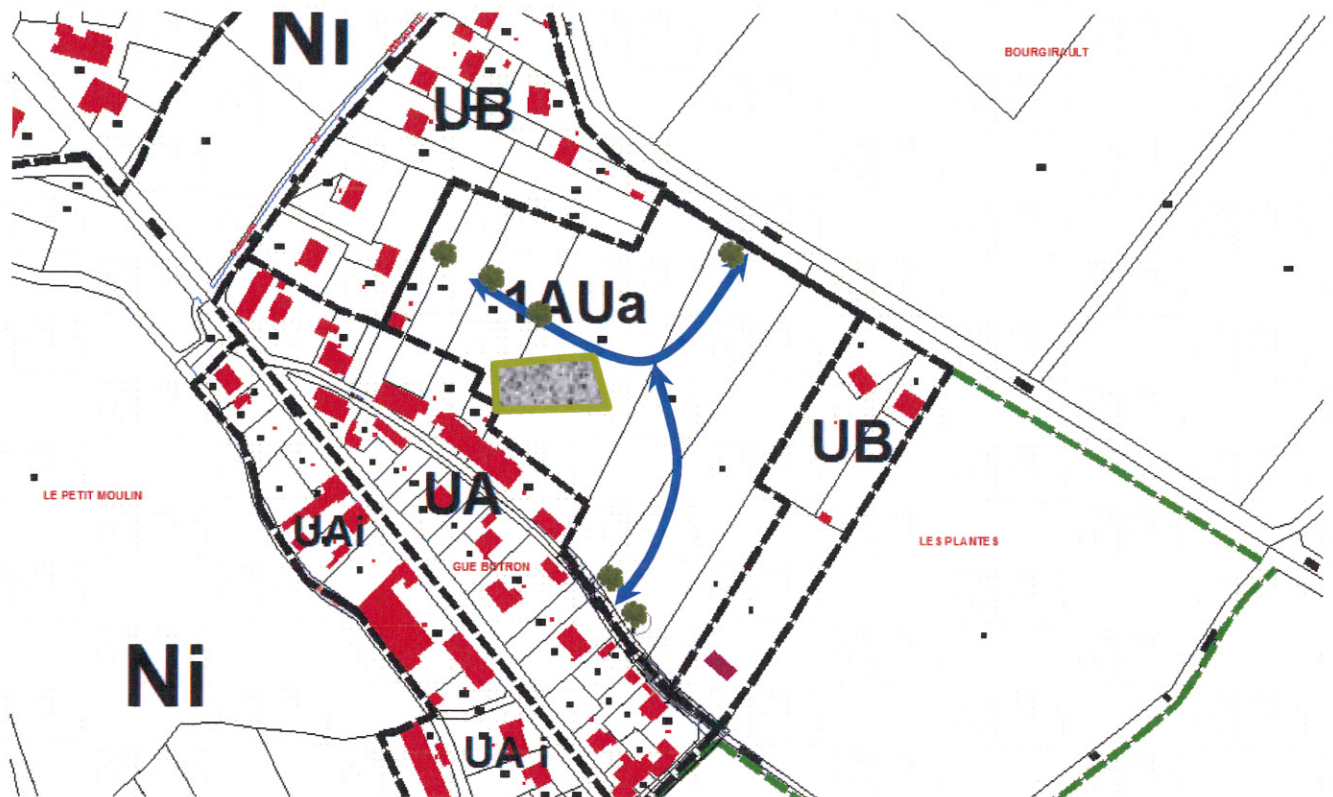 Ni
BOURGIRAULT
UB
1AUa
UB
LE PETIT MOULIN
UA
UAi
LES PLANTES
GUE BOTRON
Ni
UA i